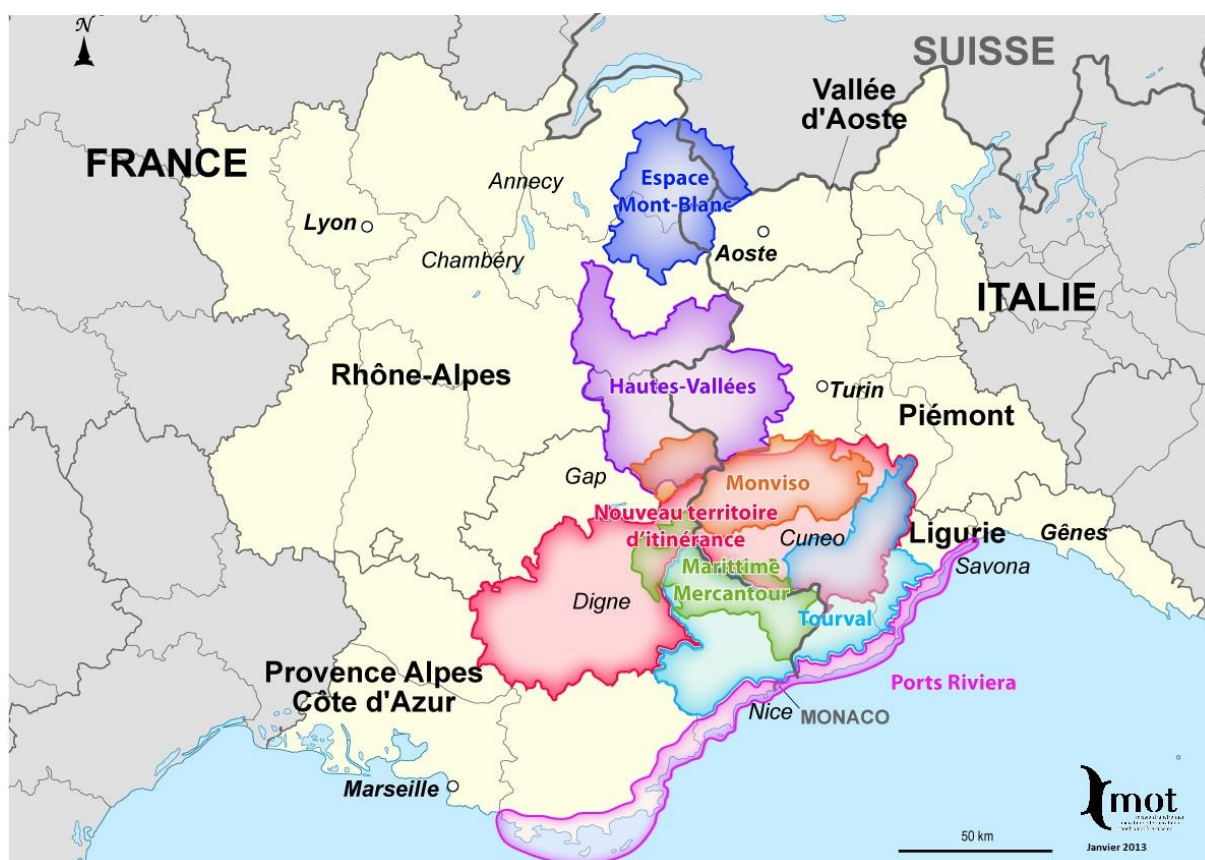 N
SUISSE
Vallée
d'Aoste
FRANCE
Annecy
Espace
Mont-Blanc
Lyon
Aoste
Chambéry
ITALIE
Rhône-Alpes
Hautes-Vallées
Turin
Piémont
Gap
Monviso
Nouveau territoire
d'itinérance
Cuneo
Ligurie
Gênes
Marittime
Mercantour
Savona
Digne
Tourval
Provence Alpes
Côte d'Azur
Ports Riviera
Nice
MONACO
Marseille
mot
50 km
Janvier 2013